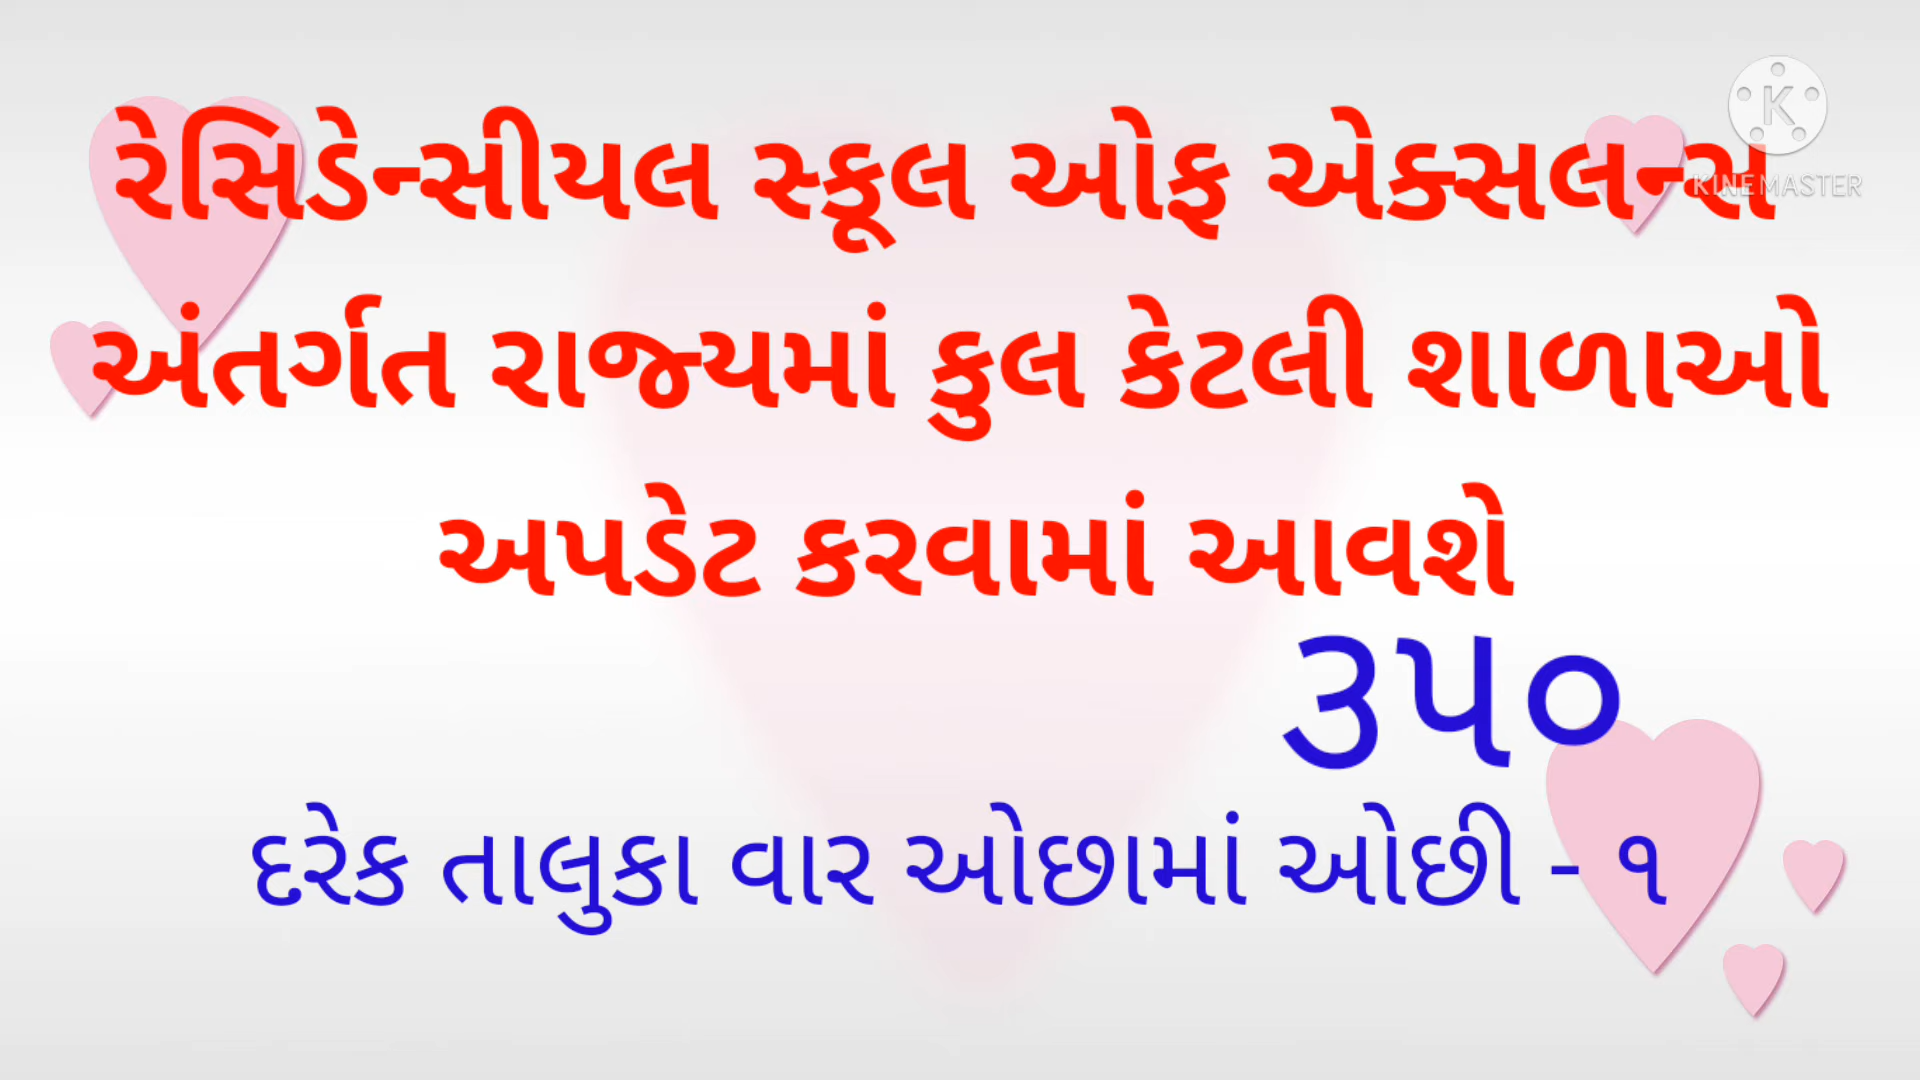 રેસિડેન્સીયલ સ્કૂલ ઓફ એક્સલન્સ
અંતર્ગત રાજ્યમાં કુલ કેટલી શાળાઓ
અપડેટ કરવામાં આવશે
૩૫૦
દરેક તાલુકા વાર ઓછામાં ઓછી - ૧
K
KINEMASTER